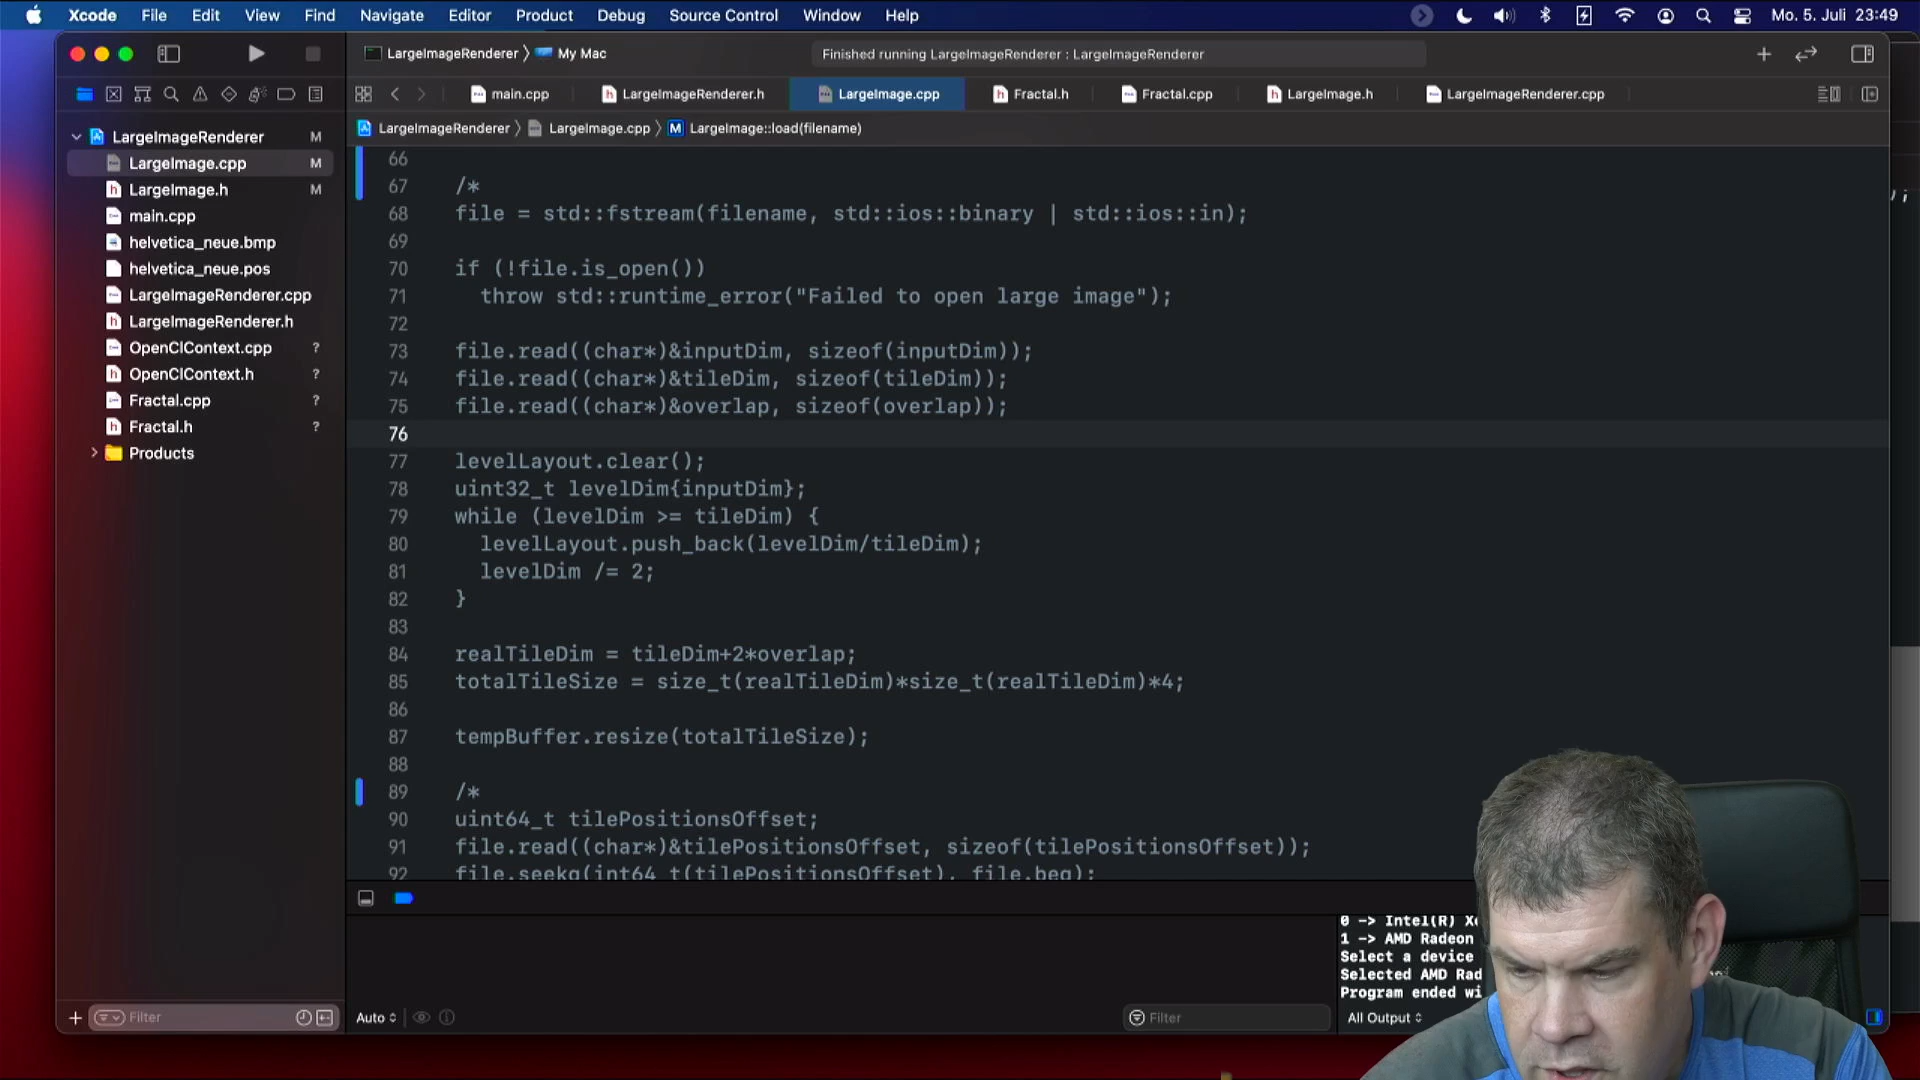 Xcode File Edit View Find Navigate Editor Product Debug Source Control Window Help Mo. 5. Juli 23:49
LargeImageRenderer 〉 My Mac
Finished running LargeImageRenderer : LargeImageRenderer
main.cpp LargeImageRenderer.h LargeImage.cpp Fractal.h Fractal.cpp LargeImage.h LargeImageRenderer.cpp
LargeImageRenderer 〉 LargeImage.cpp 〉 M LargeImage::load(filename)
LargeImageRenderer M
LargeImage.cpp M
LargeImage.h M
main.cpp
helvetica_neue.bmp
helvetica_neue.pos
LargeImageRenderer.cpp
LargeImageRenderer.h
OpenClContext.cpp ?
OpenClContext.h ?
Fractal.cpp ?
Fractal.h ?
Products
66
67 /*
68 file = std::fstream(filename, std::ios::binary | std::ios::in);
69
70 if (!file.is_open())
71 throw std::runtime_error("Failed to open large image");
72
73 file.read((char*)&inputDim, sizeof(inputDim));
74 file.read((char*)&tileDim, sizeof(tileDim));
75 file.read((char*)&overlap, sizeof(overlap));
76
77 levelLayout.clear();
78 uint32_t levelDim{inputDim};
79 while (levelDim >= tileDim) {
80 levelLayout.push_back(levelDim/tileDim);
81 levelDim /= 2;
82 }
83
84 realTileDim = tileDim+2*overlap;
85 totalTileSize = size_t(realTileDim)*size_t(realTileDim)*4;
86
87 tempBuffer.resize(totalTileSize);
88
89 /*
90 uint64_t tilePositionsOffset;
91 file.read((char*)&tilePositionsOffset, sizeof(tilePositionsOffset));
92 file.seekg(int64_t(tilePositionsOffset), file.beg);
0 -> Intel(R)
1 -> AMD Radeon
Select a device
Selected AMD
Program ended
Filter
Auto
Filter
All Output